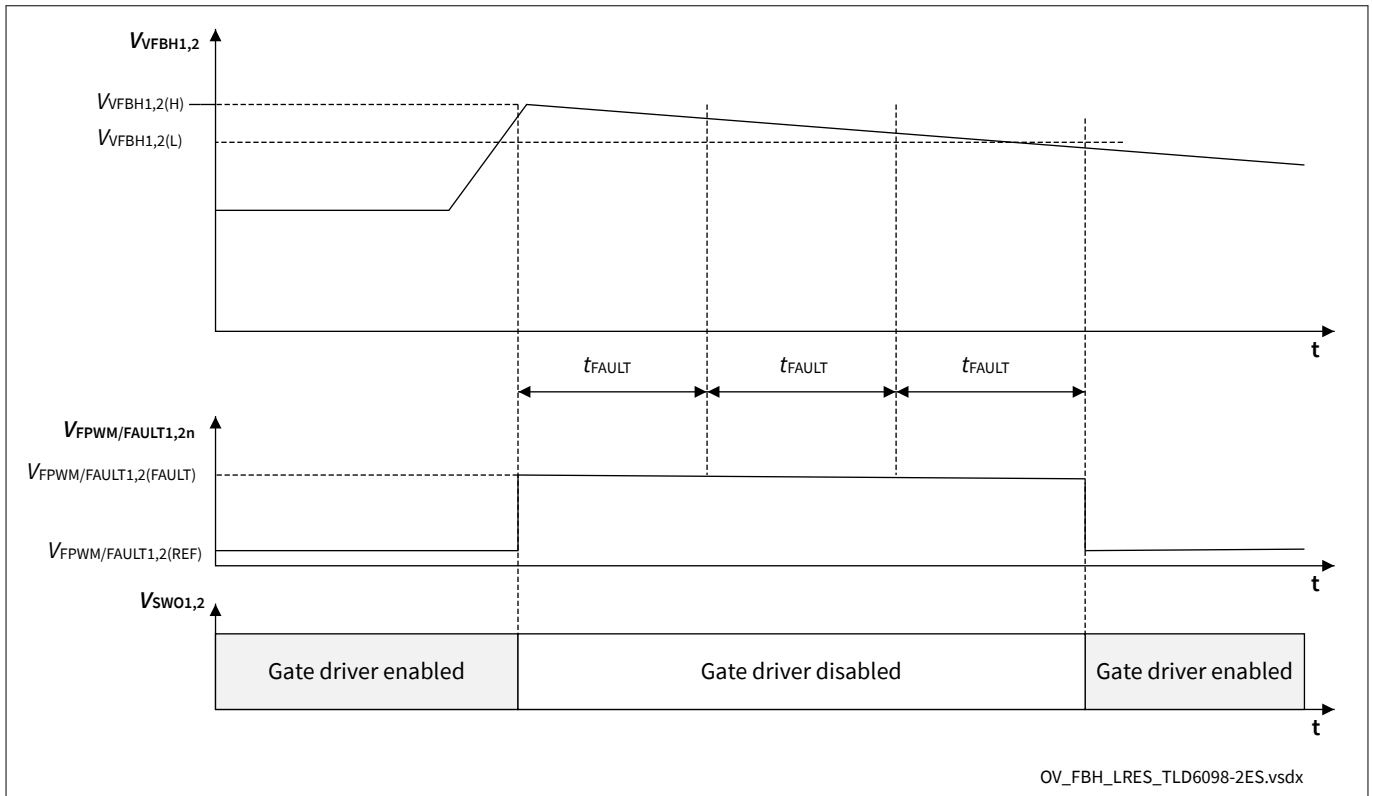 VVFBH1,2
VVFBH1,2(H)
VVFBH1,2(L)
t
tFAULT tFAULT tFAULT
VFPWM/FAULT1,2n
VFPWM/FAULT1,2(FAULT)
VFPWM/FAULT1,2(REF)
t
VSWO1,2
Gate driver enabled Gate driver disabled Gate driver enabled
t
OV_FBH_LRES_TLD6098-2ES.vsdx